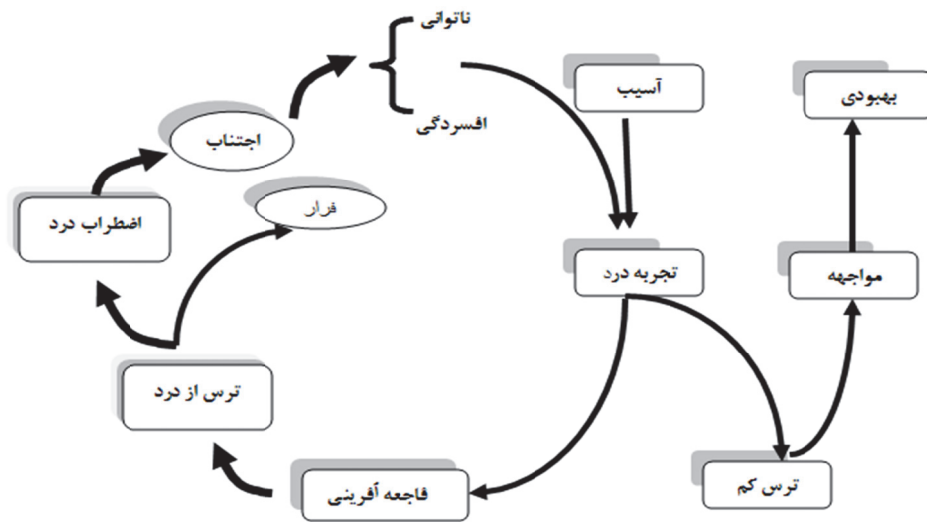 ناتوانی
آسیب
بهبودی
افسردگی
اجتناب
فرار
اضطراب درد
تجربه درد
مواجهه
ترس از درد
فاجعه آفرینی
ترس کم